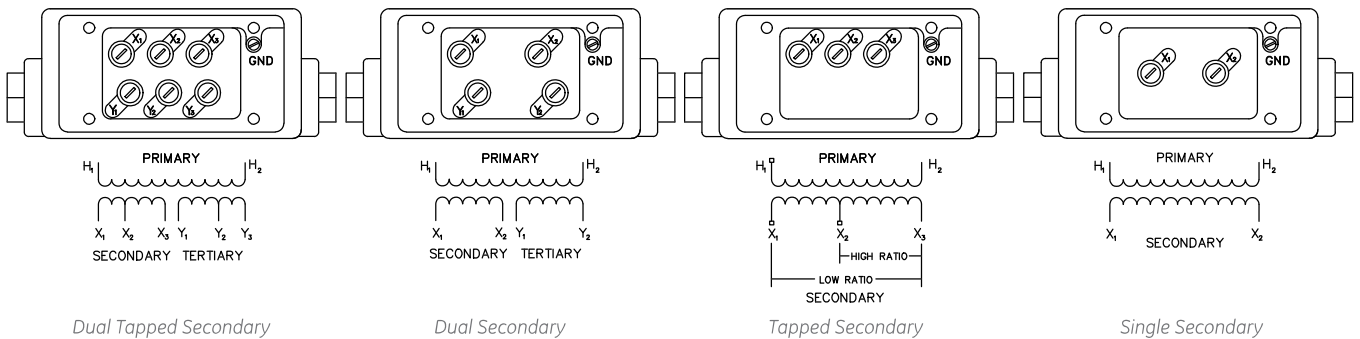 X₁ X₂ X₃
GND
Y₁ Y₂ Y₃
PRIMARY
H₁ H₂
X₁ X₂ X₃ Y₁ Y₂ Y₃
SECONDARY TERTIARY
Dual Tapped Secondary
X₁ X₂
GND
Y₁ Y₂
PRIMARY
H₁ H₂
X₁ X₂ Y₁ Y₂
SECONDARY TERTIARY
Dual Secondary
X₁ X₂ X₃
GND
PRIMARY
H₁ H₂
X₁ X₂ X₃
HIGH RATIO
LOW RATIO
SECONDARY
Tapped Secondary
X₁ X₂
GND
PRIMARY
H₁ H₂
X₁ X₂
SECONDARY
Single Secondary